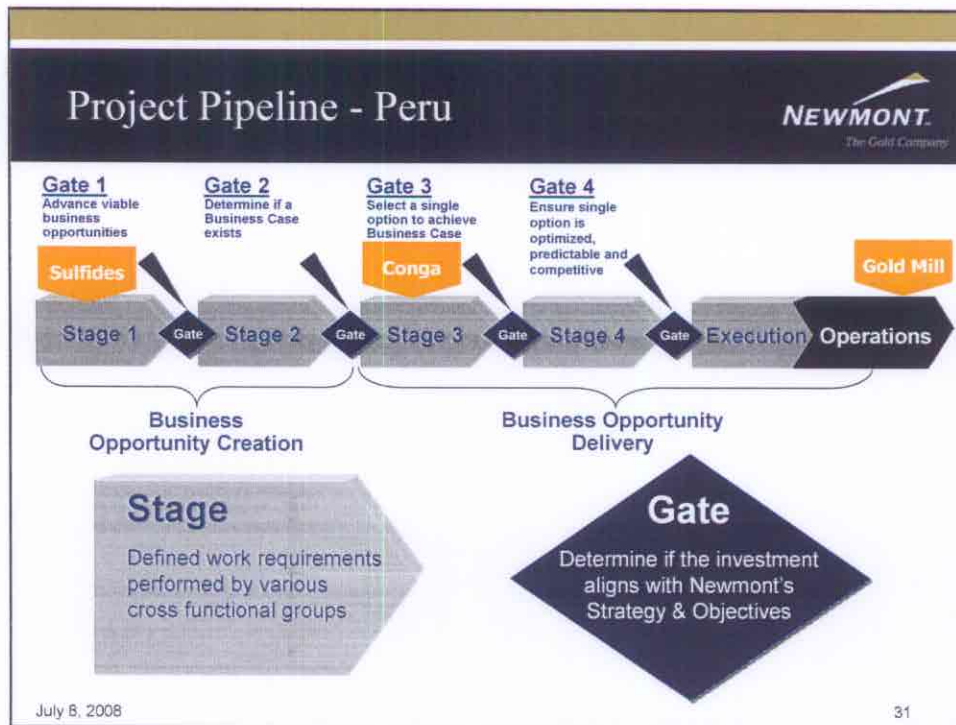 Project Pipeline - Peru
NEWMONT™
The Gold Company
Gate 1
Advance viable
business
opportunities
Gate 2
Determine if a
Business Case
exists
Gate 3
Select a single
option to achieve
Business Case
Gate 4
Ensure single
option is
optimized,
predictable and
competitive
Sulfides
Conga
Gold Mill
Stage 1
Gate
Stage 2
Gate
Stage 3
Gate
Stage 4
Gate
Execution
Operations
Business
Opportunity Creation
Business Opportunity
Delivery
Stage
Defined work requirements
performed by various
cross functional groups
Gate
Determine if the investment
aligns with Newmont's
Strategy & Objectives
July 8, 2008
31